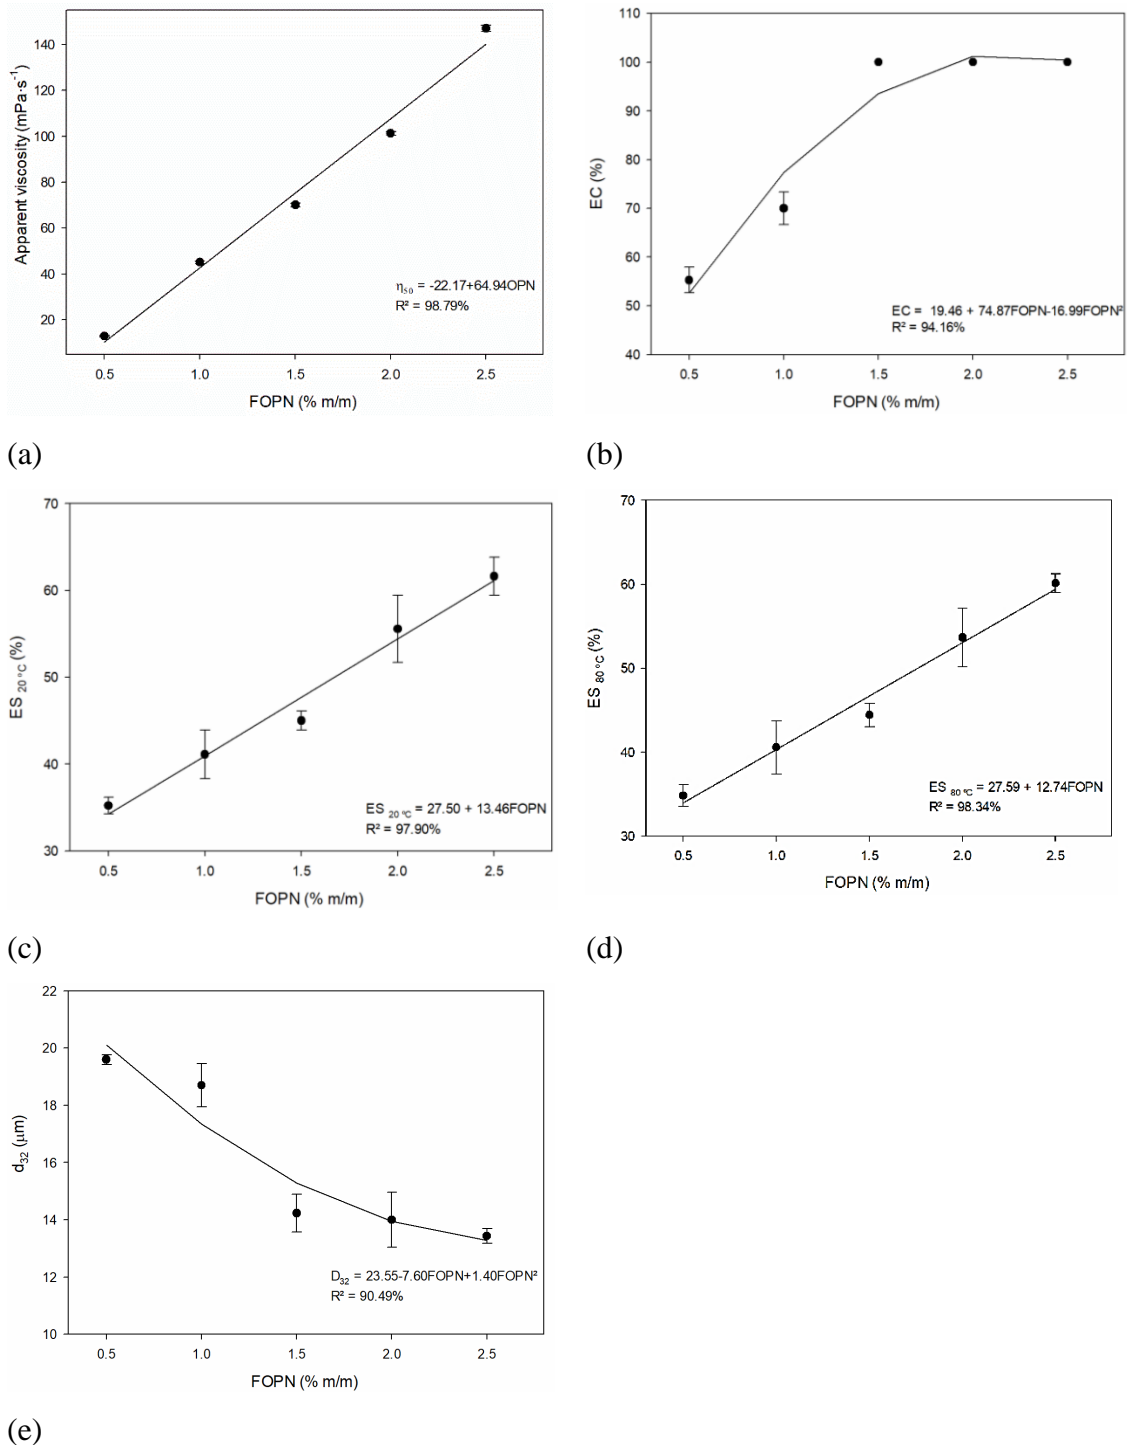 140
120
100
80
60
40
20
Apparent viscosity (mPa·s⁻¹)
η₅₀ = -22.17+64.94OPN
R² = 98.79%
0.5 1.0 1.5 2.0 2.5
FOPN (% m/m)
(a)
110
100
90
80
70
60
50
40
EC (%)
EC = 19.46 + 74.87FOPN-16.99FOPN²
R² = 94.16%
0.5 1.0 1.5 2.0 2.5
FOPN (% m/m)
(b)
70
60
50
40
30
ES 20 ºC (%)
ES 20 ºC = 27.50 + 13.46FOPN
R² = 97.90%
0.5 1.0 1.5 2.0 2.5
FOPN (% m/m)
(c)
70
60
50
40
30
ES 80 ºC (%)
ES 80 ºC = 27.59 + 12.74FOPN
R² = 98.34%
0.5 1.0 1.5 2.0 2.5
FOPN (% m/m)
(d)
22
20
18
16
14
12
10
d₃₂ (μm)
D₃₂ = 23.55-7.60FOPN+1.40FOPN²
R² = 90.49%
0.5 1.0 1.5 2.0 2.5
FOPN (% m/m)
(e)